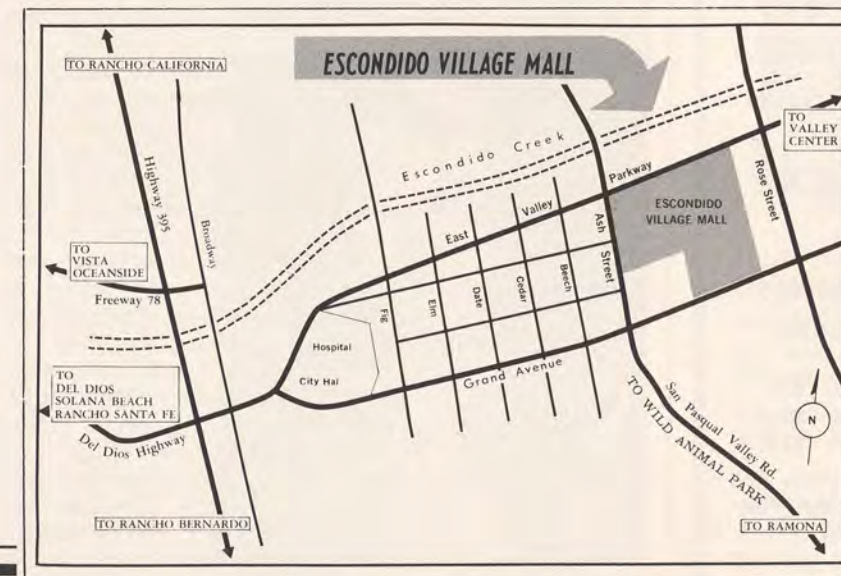 TO RANCHO CALIFORNIA
ESCONDIDO VILLAGE MALL
TO
VALLEY
CENTER
Highway 395
Broadway
Escondido Creek
East Valley Parkway
Rose Street
ESCONDIDO
VILLAGE MALL
TO
VISTA
OCEANSIDE
Freeway 78
Fig
Elm
Date
Cedar
Beech
Ash Street
Hospital
City Hal
Grand Avenue
TO
DEL DIOS
SOLANA BEACH
RANCHO SANTA FE
Del Dios Highway
San Pasqual Valley Rd.
TO WILD ANIMAL PARK
N
TO RANCHO BERNARDO
TO RAMONA